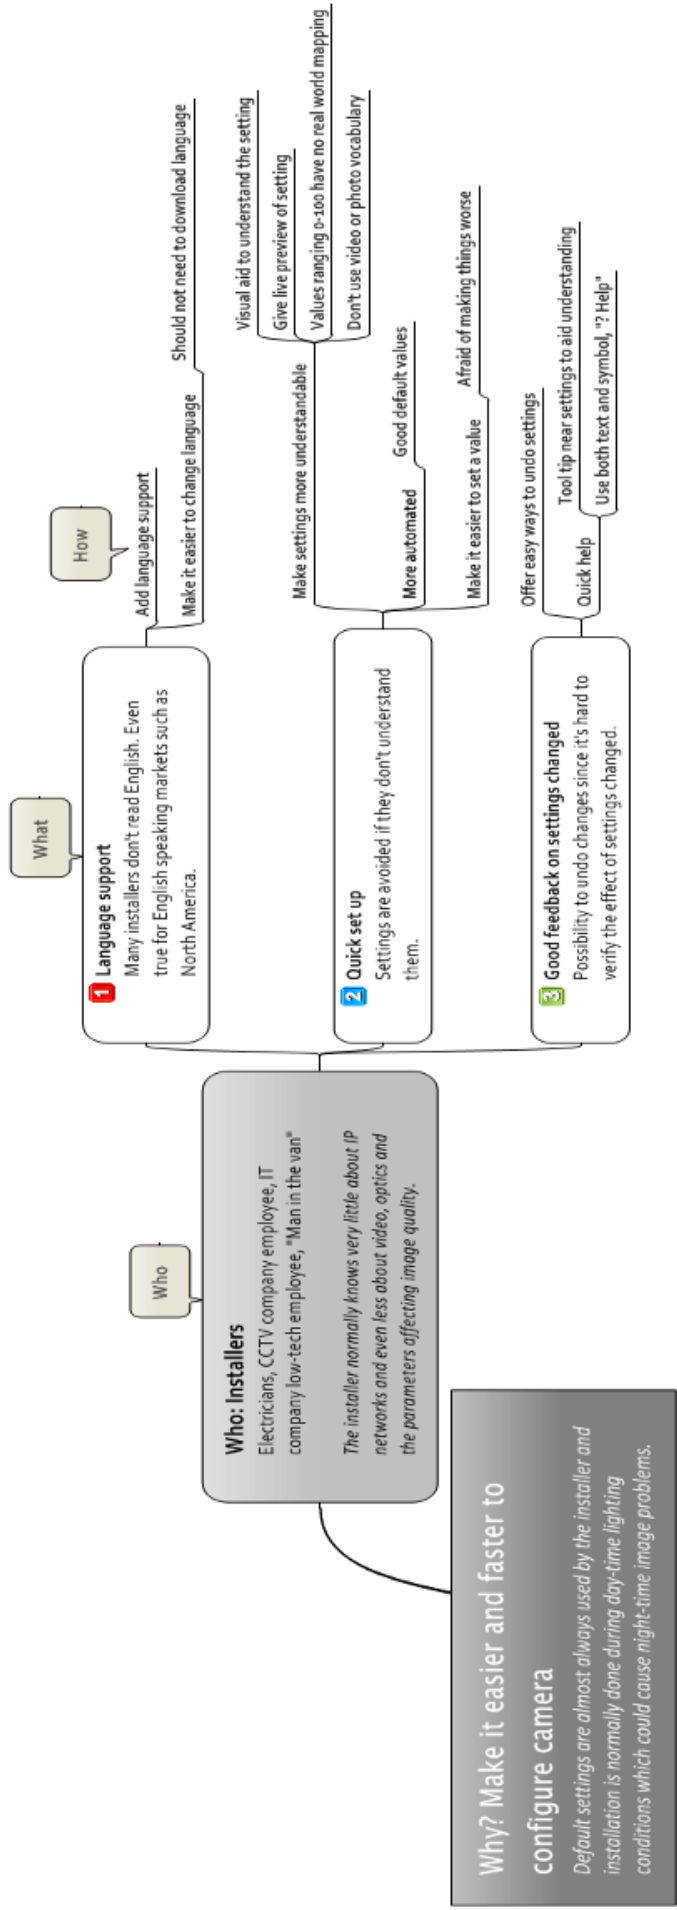 Why? Make it easier and faster to
configure camera
Default settings are almost always used by the installer and
installation is normally done during day-time lighting
conditions which could cause night-time image problems.
Who
Who: Installers
Electricians, CCTV company employee, IT
company low-tech employee, "Man in the van"
The installer normally knows very little about IP
networks and even less about video, optics and
the parameters affecting image quality.
What
1 Language support
Many installers don't read English. Even
true for English speaking markets such as
North America.
2 Quick set up
Settings are avoided if they don't understand
them.
3 Good feedback on settings changed
Possibility to undo changes since it's hard to
verify the effect of settings changed.
How
Add language support
Make it easier to change language
Should not need to download language
Make settings more understandable
Visual aid to understand the setting
Give live preview of setting
Values ranging 0-100 have no real world mapping
Don't use video or photo vocabulary
More automated
Good default values
Make it easier to set a value
Afraid of making things worse
Offer easy ways to undo settings
Quick help
Tool tip near settings to aid understanding
Use both text and symbol, "? Help"